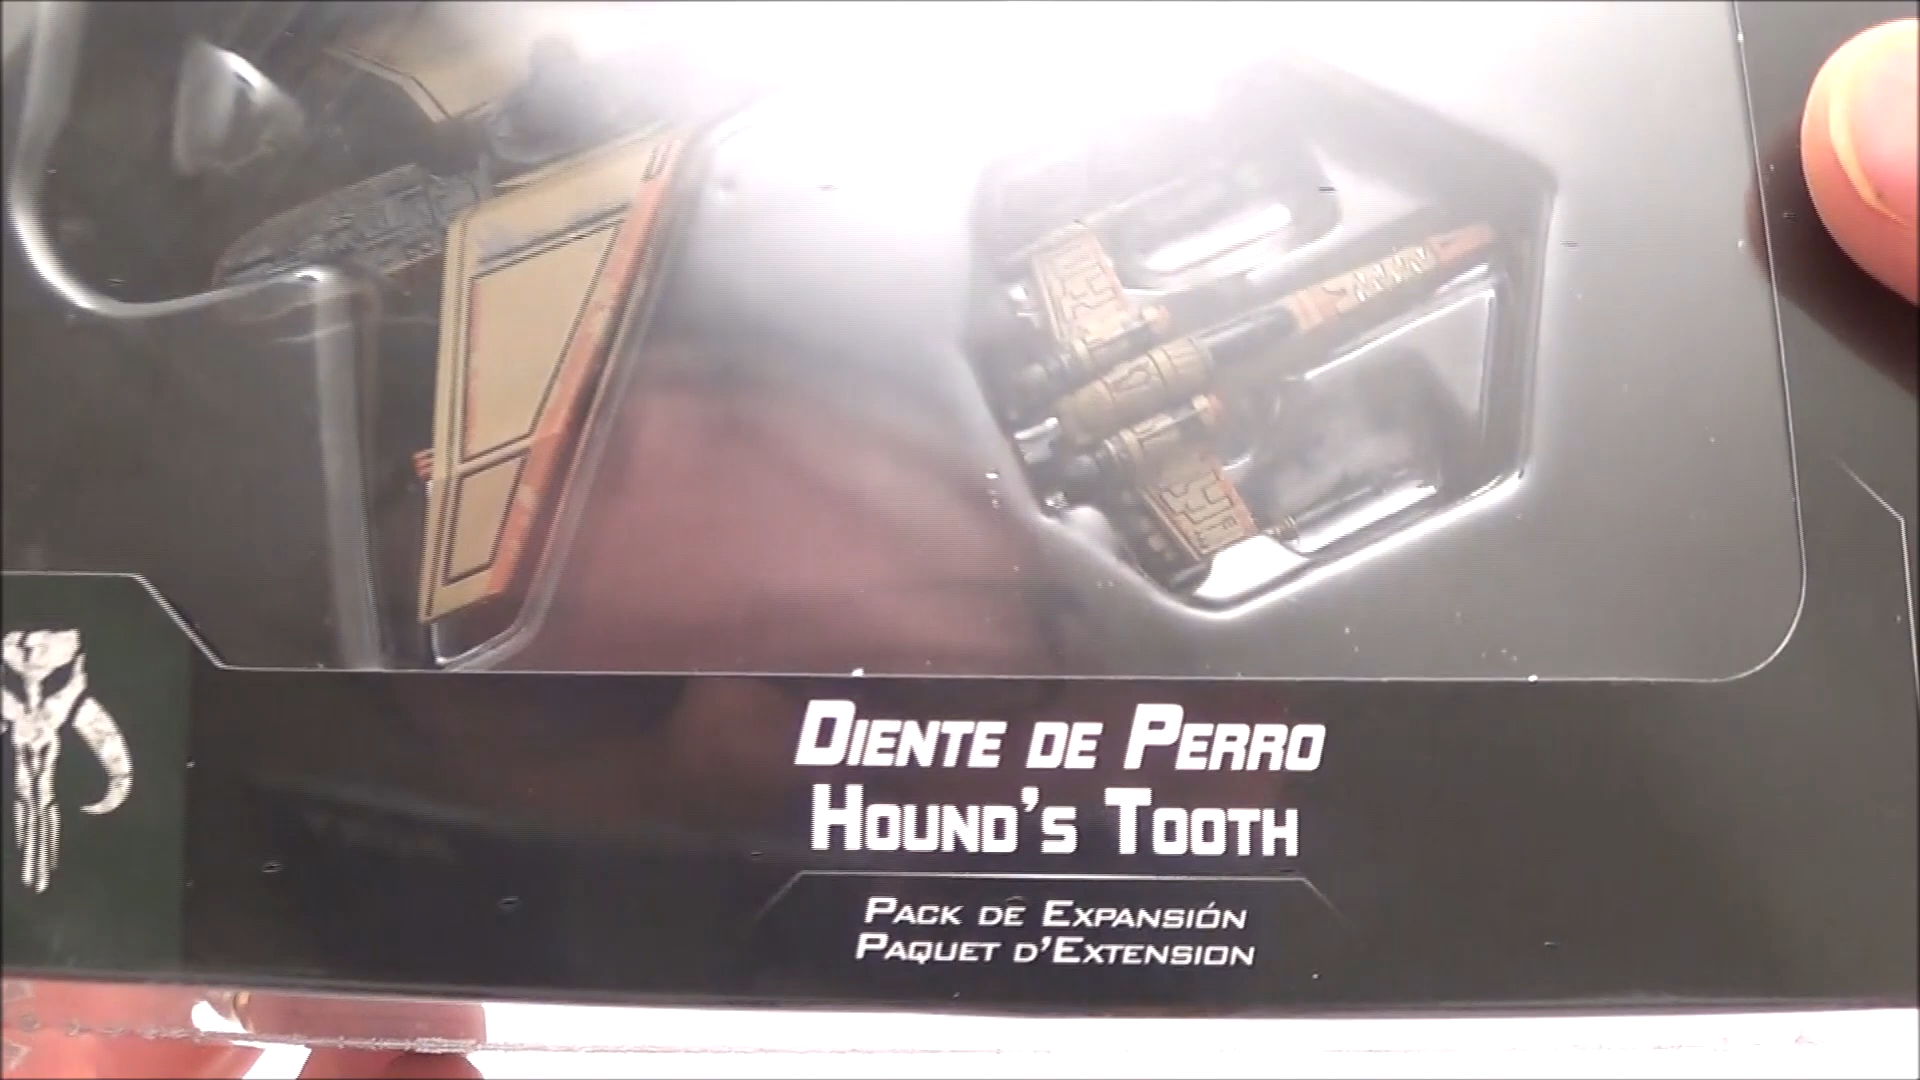 Diente de Perro
Hound's Tooth
Pack de Expansión
Paquet d'Extension